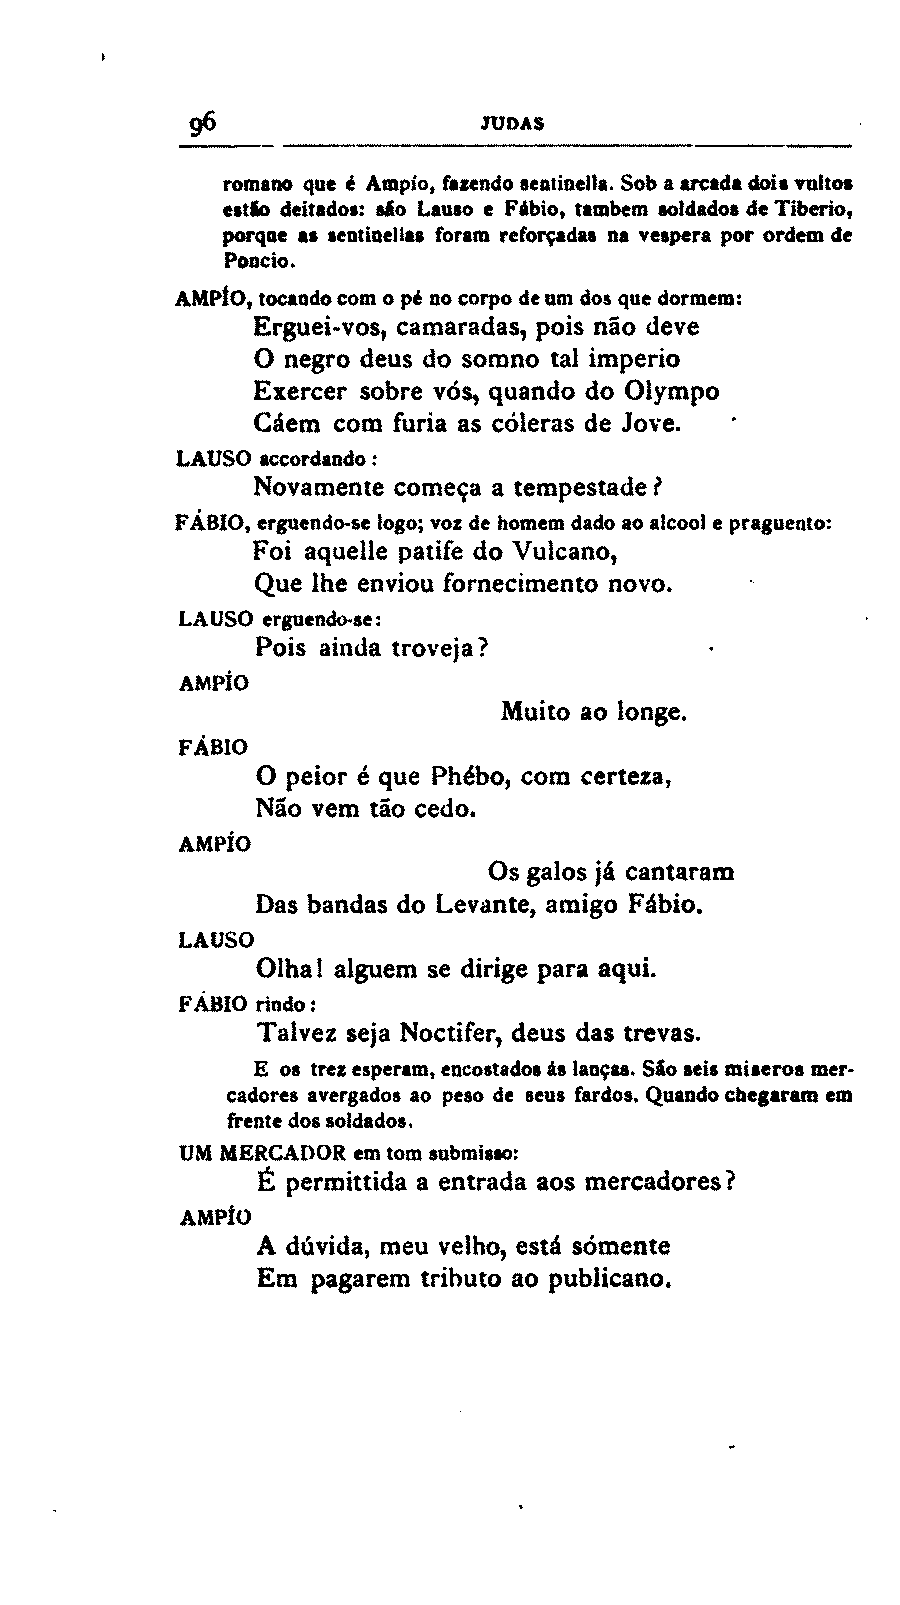 96 JUDAS
romano que é Ampío, fazendo sentinella. Sob a arcada dois vultos
estão deitados: são Lauso e Fábio, tambem soldados de Tiberio,
porque as sentinellas foram reforçadas na vespera por ordem de
Poncio.
AMPÍO, tocando com o pé no corpo de um dos que dormem:
Erguei-vos, camaradas, pois não deve
O negro deus do somno tal imperio
Exercer sobre vós, quando do Olympo
Cáem com furia as cóleras de Jove.
LAUSO accordando:
Novamente começa a tempestade?
FÁBIO, erguendo-se logo; voz de homem dado ao alcool e praguento:
Foi aquelle patife do Vulcano,
Que lhe enviou fornecimento novo.
LAUSO erguendo-se:
Pois ainda troveja?
AMPÍO
Muito ao longe.
FÁBIO
O peior é que Phébo, com certeza,
Não vem tão cedo.
AMPÍO
Os galos já cantaram
Das bandas do Levante, amigo Fábio.
LAUSO
Olha! alguem se dirige para aqui.
FÁBIO rindo:
Talvez seja Noctifer, deus das trevas.
E os trez esperam, encostados ás lanças. São seis miseros mer-
cadores avergados ao peso de seus fardos. Quando chegaram em
frente dos soldados.
UM MERCADOR em tom submisso:
É permittida a entrada aos mercadores?
AMPÍO
A dúvida, meu velho, está sómente
Em pagarem tributo ao publicano.